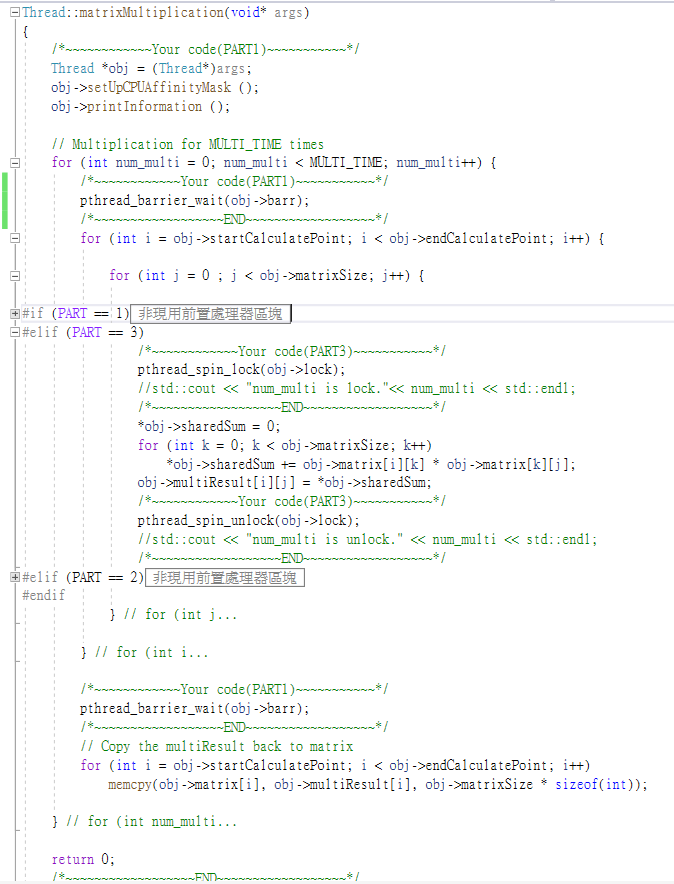 Thread::matrixMultiplication(void* args)
{
/*~~~~~~~~~~~~Your code(PART1)~~~~~~~~~~~*/
Thread *obj = (Thread*)args;
obj->setUpCPUAffinityMask ();
obj->printInformation ();
// Multiplication for MULTI_TIME times
for (int num_multi = 0; num_multi < MULTI_TIME; num_multi++) {
/*~~~~~~~~~~~~Your code(PART1)~~~~~~~~~~~*/
pthread_barrier_wait(obj->barr);
/*~~~~~~~~~~~~~~~~~~END~~~~~~~~~~~~~~~~~~*/
for (int i = obj->startCalculatePoint; i < obj->endCalculatePoint; i++) {
for (int j = 0 ; j < obj->matrixSize; j++) {
#if (PART == 1) 非現用前置處理器區塊
#elif (PART == 3)
/*~~~~~~~~~~~~Your code(PART3)~~~~~~~~~~~*/
pthread_spin_lock(obj->lock);
//std::cout << "num_multi is lock."<< num_multi << std::endl;
/*~~~~~~~~~~~~~~~~~~END~~~~~~~~~~~~~~~~~~*/
*obj->sharedSum = 0;
for (int k = 0; k < obj->matrixSize; k++)
*obj->sharedSum += obj->matrix[i][k] * obj->matrix[k][j];
obj->multiResult[i][j] = *obj->sharedSum;
/*~~~~~~~~~~~~Your code(PART3)~~~~~~~~~~~*/
pthread_spin_unlock(obj->lock);
//std::cout << "num_multi is unlock." << num_multi << std::endl;
/*~~~~~~~~~~~~~~~~~~END~~~~~~~~~~~~~~~~~~*/
#elif (PART == 2) 非現用前置處理器區塊
#endif
} // for (int j...
} // for (int i...
/*~~~~~~~~~~~~Your code(PART1)~~~~~~~~~~~*/
pthread_barrier_wait(obj->barr);
/*~~~~~~~~~~~~~~~~~~END~~~~~~~~~~~~~~~~~~*/
// Copy the multiResult back to matrix
for (int i = obj->startCalculatePoint; i < obj->endCalculatePoint; i++)
memcpy(obj->matrix[i], obj->multiResult[i], obj->matrixSize * sizeof(int));
} // for (int num_multi...
return 0;
/*~~~~~~~~~~~~~~~~~~END~~~~~~~~~~~~~~~~~~*/